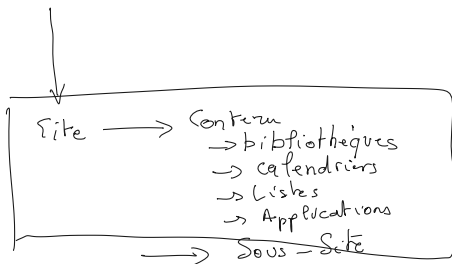 Site → Contenu
→ bibliothèques
→ calendriers
→ Listes
→ Applications
→ Sous-Site